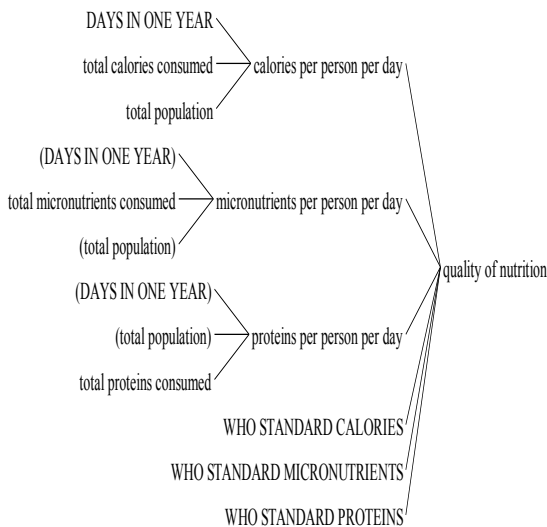 DAYS IN ONE YEAR
total calories consumed
calories per person per day
total population
(DAYS IN ONE YEAR)
total micronutrients consumed
micronutrients per person per day
(total population)
quality of nutrition
(DAYS IN ONE YEAR)
(total population)
proteins per person per day
total proteins consumed
WHO STANDARD CALORIES
WHO STANDARD MICRONUTRIENTS
WHO STANDARD PROTEINS